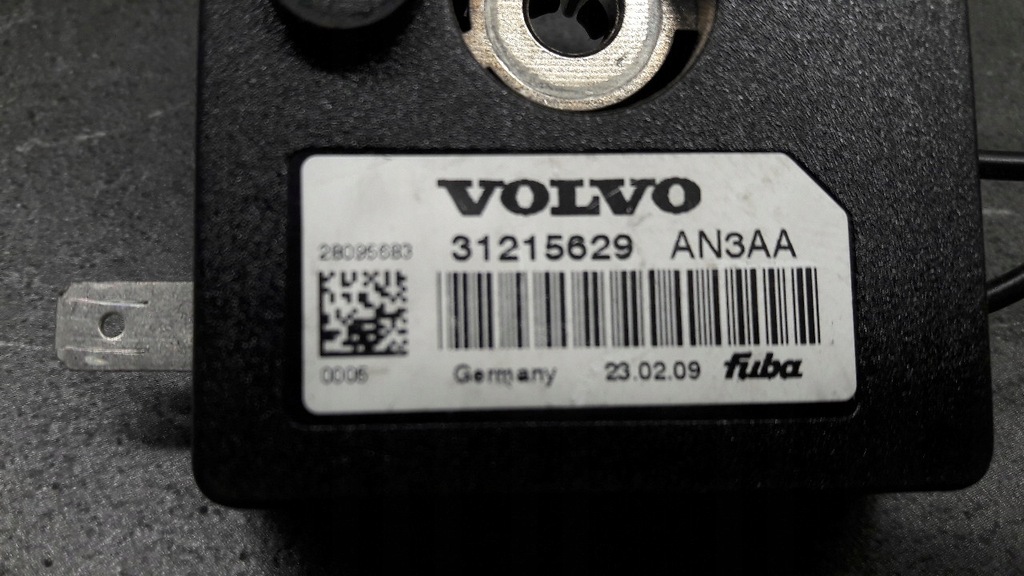 VOLVO
28095683 31215629 AN3AA
0006 Germany 23.02.09 fuba